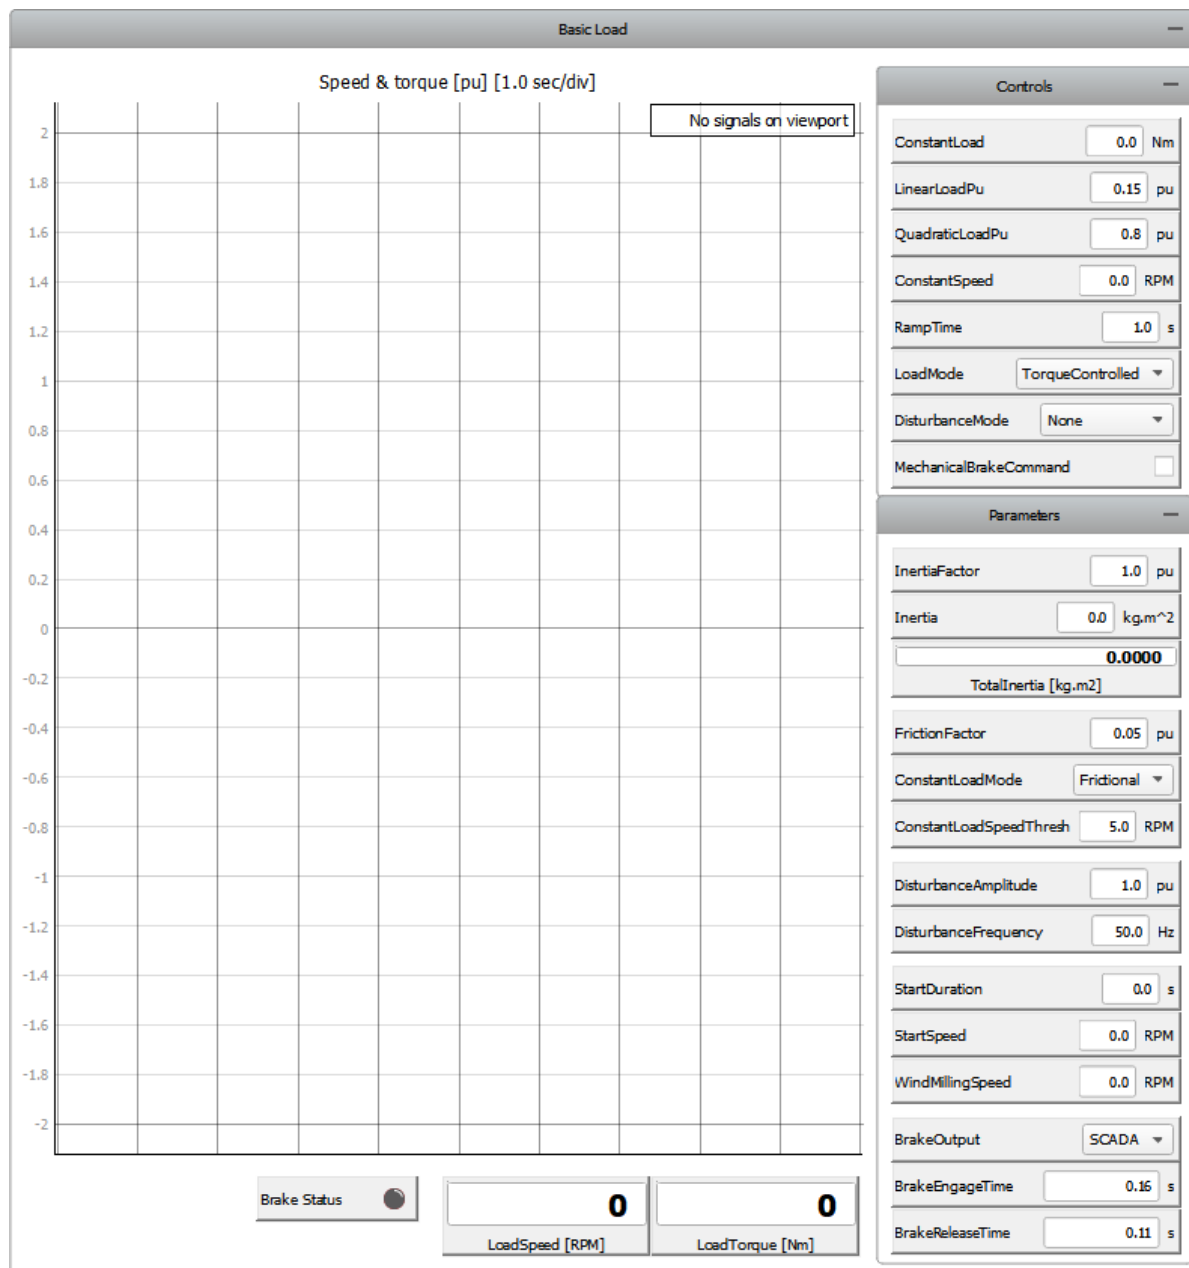 Basic Load
Speed & torque [pu] [1.0 sec/div]
No signals on viewport
2
1.8
1.6
1.4
1.2
1
0.8
0.6
0.4
0.2
0
-0.2
-0.4
-0.6
-0.8
-1
-1.2
-1.4
-1.6
-1.8
-2
Brake Status
0
LoadSpeed [RPM]
0
LoadTorque [Nm]
Controls
ConstantLoad 0.0 Nm
LinearLoadPu 0.15 pu
QuadraticLoadPu 0.8 pu
ConstantSpeed 0.0 RPM
RampTime 1.0 s
LoadMode TorqueControlled
DisturbanceMode None
MechanicalBrakeCommand
Parameters
InertiaFactor 1.0 pu
Inertia 0.0 kg.m^2
0.0000
TotalInertia [kg.m2]
FrictionFactor 0.05 pu
ConstantLoadMode Frictional
ConstantLoadSpeedThresh 5.0 RPM
DisturbanceAmplitude 1.0 pu
DisturbanceFrequency 50.0 Hz
StartDuration 0.0 s
StartSpeed 0.0 RPM
WindMillingSpeed 0.0 RPM
BrakeOutput SCADA
BrakeEngageTime 0.16 s
BrakeReleaseTime 0.11 s